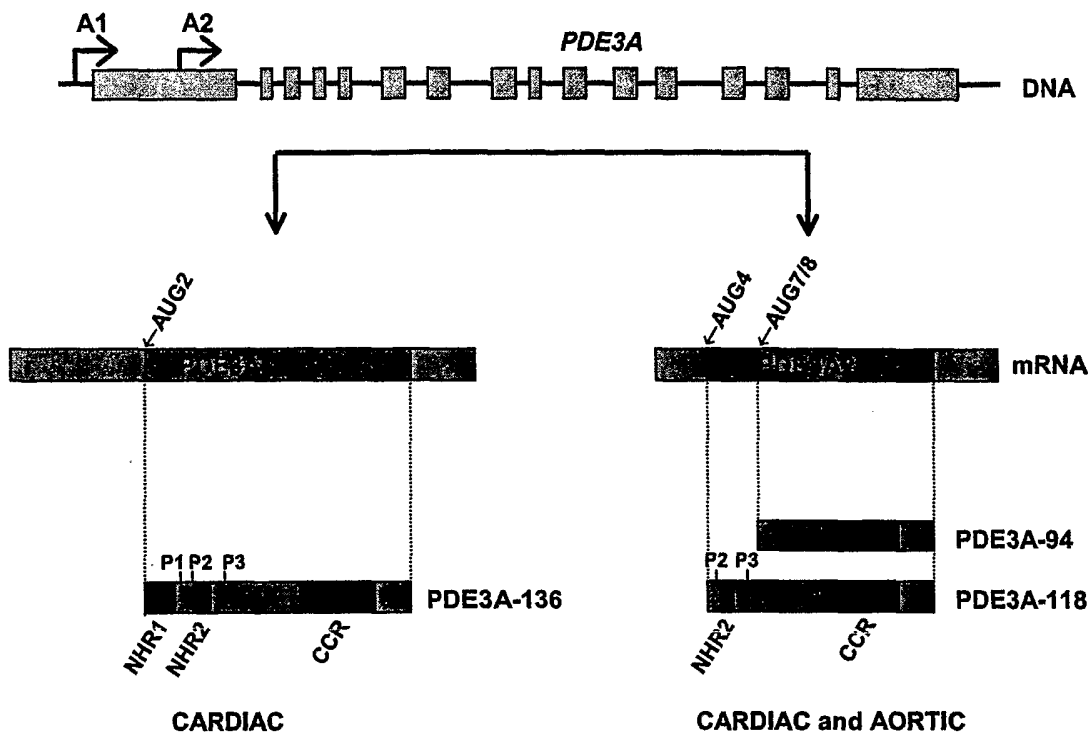 A1
A2
PDE3A
DNA
AUG2
AUG4
AUG7/8
mRNA
PDE3A-94
P1 P2 P3
PDE3A-136
P2 P3
PDE3A-118
NHR1
NHR2
CCR
NHR2
CCR
CARDIAC
CARDIAC and AORTIC